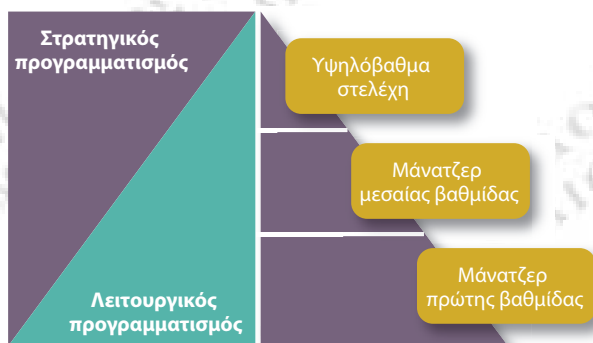 Στρατηγικός
προγραμματισμός
Υψηλόβαθμα
στελέχη
Μάνατζερ
μεσαίας βαθμίδας
Μάνατζερ
πρώτης βαθμίδας
Λειτουργικός
προγραμματισμός